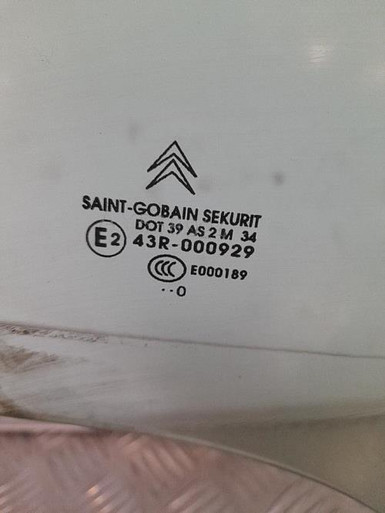 SAINT-GOBAIN SEKURIT
DOT 39 AS 2 M 34
E2 43R-000929
CCC E000189
..O